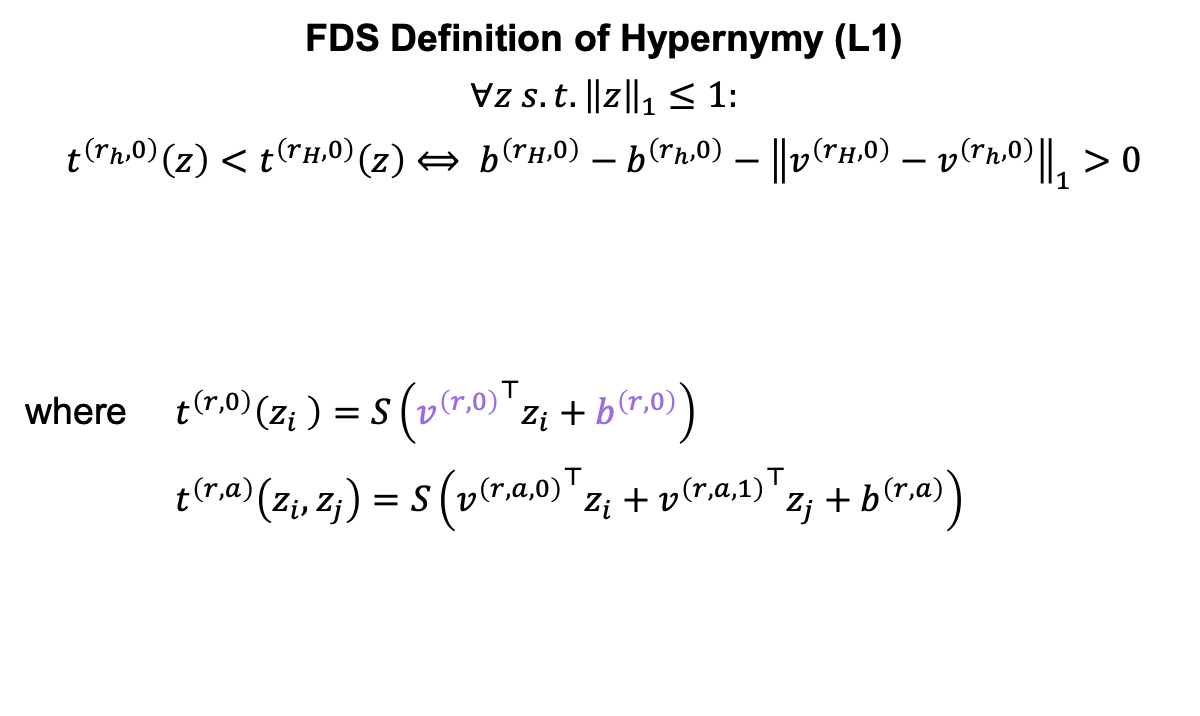 FDS Definition of Hypernymy (L1)
∀z s.t. ‖z‖₁ ≤ 1:
t^(r_h,0)(z) < t^(r_H,0)(z) ⟺ b^(r_H,0) − b^(r_h,0) − ‖v^(r_H,0) − v^(r_h,0)‖₁ > 0
where t^(r,0)(z_i ) = S(v^(r,0)⊤ z_i + b^(r,0))
t^(r,a)(z_i, z_j) = S(v^(r,a,0)⊤ z_i + v^(r,a,1)⊤ z_j + b^(r,a))